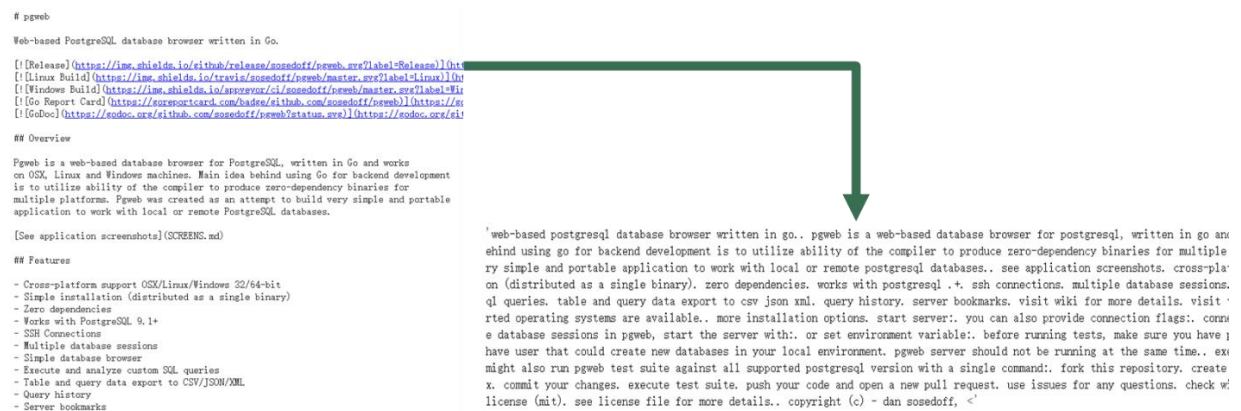 # pgweb
Web-based PostgreSQL database browser written in Go.
[![Release](https://img.shields.io/github/release/sosedoff/pgweb.svg?label=Release)](htt
[![Linux Build](https://img.shields.io/travis/sosedoff/pgweb/master.svg?label=Linux)](ht
[![Windows Build](https://img.shields.io/appveyor/ci/sosedoff/pgweb/master.svg?label=Win
[![Go Report Card](https://goreportcard.com/badge/github.com/sosedoff/pgweb)](https://go
[![GoDoc](https://godoc.org/github.com/sosedoff/pgweb?status.svg)](https://godoc.org/git
## Overview
Pgweb is a web-based database browser for PostgreSQL, written in Go and works
on OSX, Linux and Windows machines. Main idea behind using Go for backend development
is to utilize ability of the compiler to produce zero-dependency binaries for
multiple platforms. Pgweb was created as an attempt to build very simple and portable
application to work with local or remote PostgreSQL databases.
[See application screenshots](SCREENS.md)
## Features
- Cross-platform support OSX/Linux/Windows 32/64-bit
- Simple installation (distributed as a single binary)
- Zero dependencies
- Works with PostgreSQL 9.1+
- SSH Connections
- Multiple database sessions
- Simple database browser
- Execute and analyze custom SQL queries
- Table and query data export to CSV/JSON/XML
- Query history
- Server bookmarks
'web-based postgresql database browser written in go.. pgweb is a web-based database browser for postgresql, written in go and
ehind using go for backend development is to utilize ability of the compiler to produce zero-dependency binaries for multiple
ry simple and portable application to work with local or remote postgresql databases.. see application screenshots. cross-pla
on (distributed as a single binary). zero dependencies. works with postgresql .+. ssh connections. multiple database sessions.
ql queries. table and query data export to csv json xml. query history. server bookmarks. visit wiki for more details. visit
rted operating systems are available.. more installation options. start server:. you can also provide connection flags:. conne
e database sessions in pgweb, start the server with:. or set environment variable:. before running tests, make sure you have
have user that could create new databases in your local environment. pgweb server should not be running at the same time.. exe
might also run pgweb test suite against all supported postgresql version with a single command:. fork this repository. create
x. commit your changes. execute test suite. push your code and open a new pull request. use issues for any questions. check wi
license (mit). see license file for more details.. copyright (c) - dan sosedoff, <'